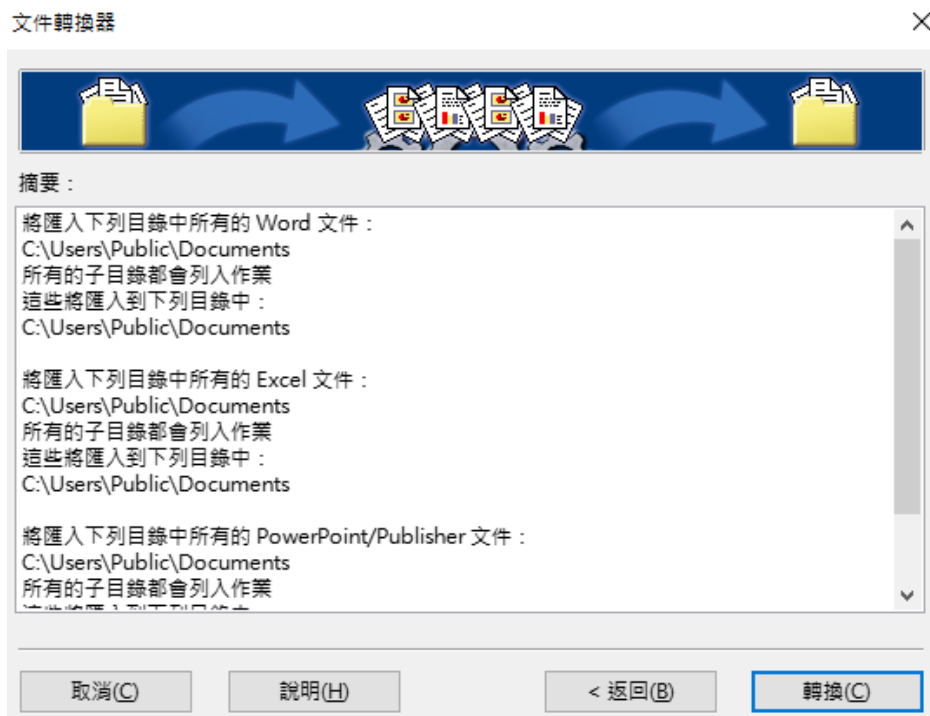 文件轉換器
摘要：
將匯入下列目錄中所有的 Word 文件：
C:\Users\Public\Documents
所有的子目錄都會列入作業
這些將匯入到下列目錄中：
C:\Users\Public\Documents
將匯入下列目錄中所有的 Excel 文件：
C:\Users\Public\Documents
所有的子目錄都會列入作業
這些將匯入到下列目錄中：
C:\Users\Public\Documents
將匯入下列目錄中所有的 PowerPoint/Publisher 文件：
C:\Users\Public\Documents
所有的子目錄都會列入作業
取消(C)
說明(H)
< 返回(B)
轉換(C)